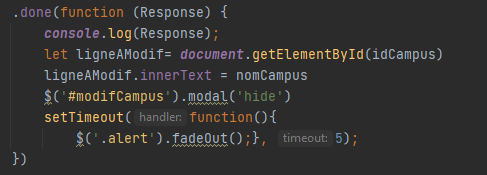 .done(function (Response) {
console.log(Response);
let ligneAModif= document.getElementById(idCampus)
ligneAModif.innerText = nomCampus
$('#modifCampus').modal('hide')
setTimeout( handler: function(){
$('.alert').fadeOut();}, timeout: 5);
})